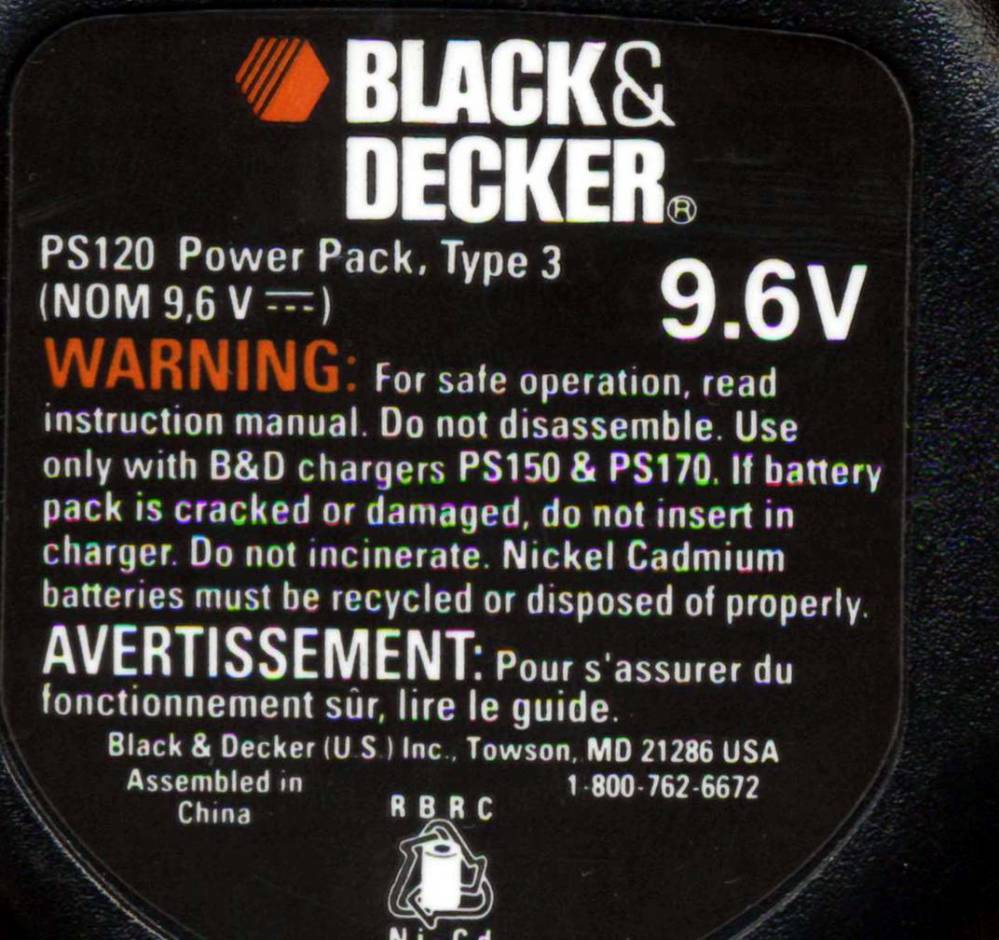 BLACK&
DECKER®
PS120 Power Pack, Type 3
(NOM 9,6 V ⎓)
9.6V
WARNING: For safe operation, read
instruction manual. Do not disassemble. Use
only with B&D chargers PS150 & PS170. If battery
pack is cracked or damaged, do not insert in
charger. Do not incinerate. Nickel Cadmium
batteries must be recycled or disposed of properly.
AVERTISSEMENT: Pour s'assurer du
fonctionnement sûr, lire le guide.
Black & Decker (U.S.) Inc., Towson, MD 21286 USA
Assembled in
China
1-800-762-6672
RBRC
Ni Cd